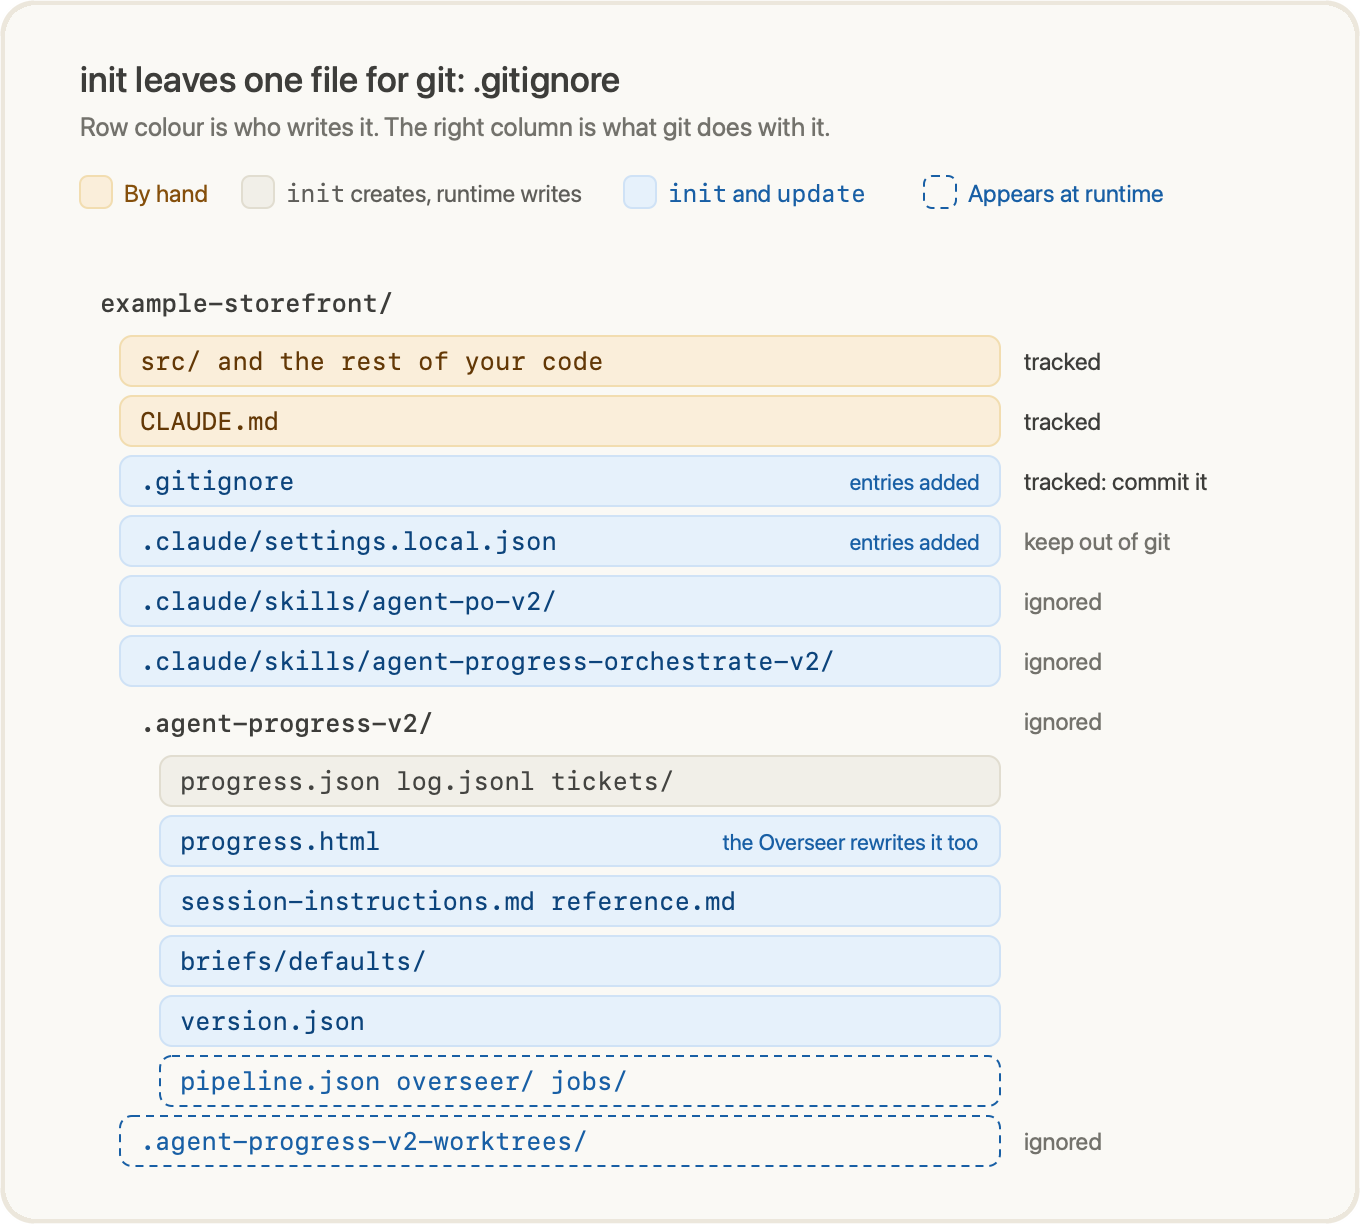 init leaves one file for git: .gitignore
Row colour is who writes it. The right column is what git does with it.
By hand
init creates, runtime writes
init and update
Appears at runtime
example-storefront/
src/ and the rest of your code
tracked
CLAUDE.md
tracked
.gitignore
entries added
tracked: commit it
.claude/settings.local.json
entries added
keep out of git
.claude/skills/agent-po-v2/
ignored
.claude/skills/agent-progress-orchestrate-v2/
ignored
.agent-progress-v2/
ignored
progress.json log.jsonl tickets/
progress.html
the Overseer rewrites it too
session-instructions.md reference.md
briefs/defaults/
version.json
pipeline.json overseer/ jobs/
.agent-progress-v2-worktrees/
ignored